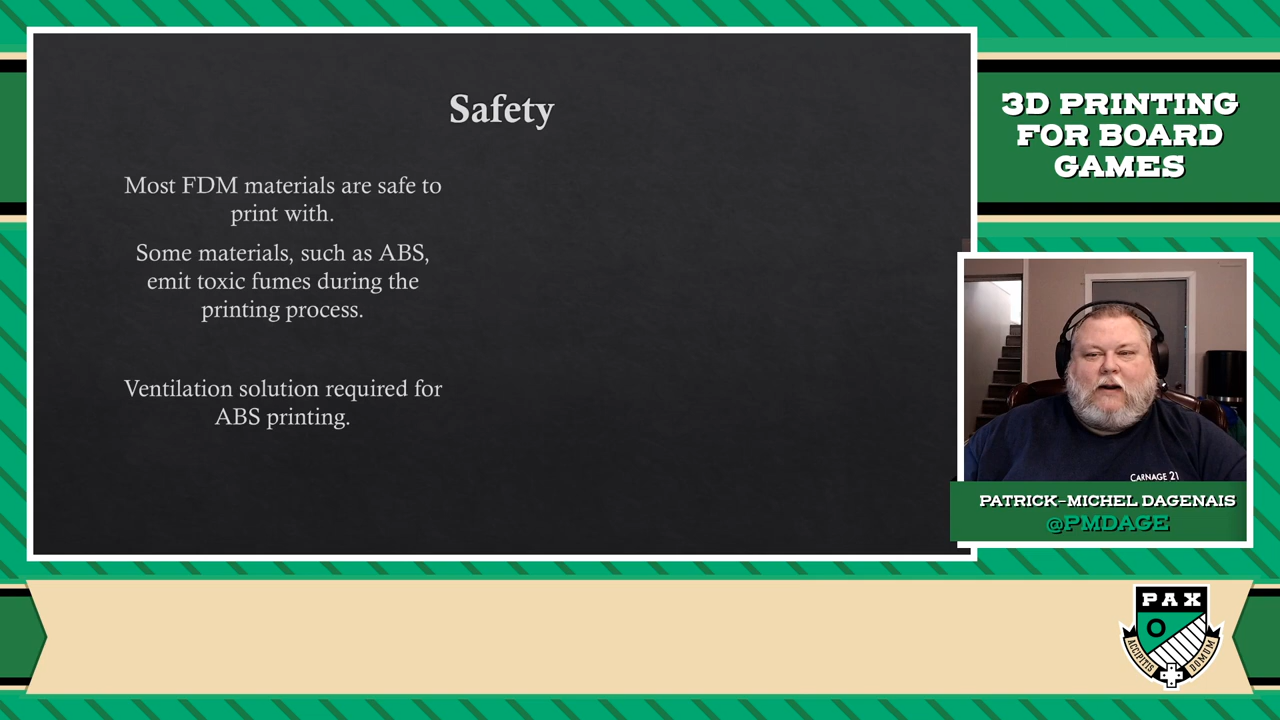 Safety
Most FDM materials are safe to
print with.
Some materials, such as ABS,
emit toxic fumes during the
printing process.
Ventilation solution required for
ABS printing.
3D PRINTING
FOR BOARD
GAMES
CARNAGE 21
PATRICK-MICHEL DAGENAIS
@PMDAGE
PAX
O
ACCIPITIS DOMUM